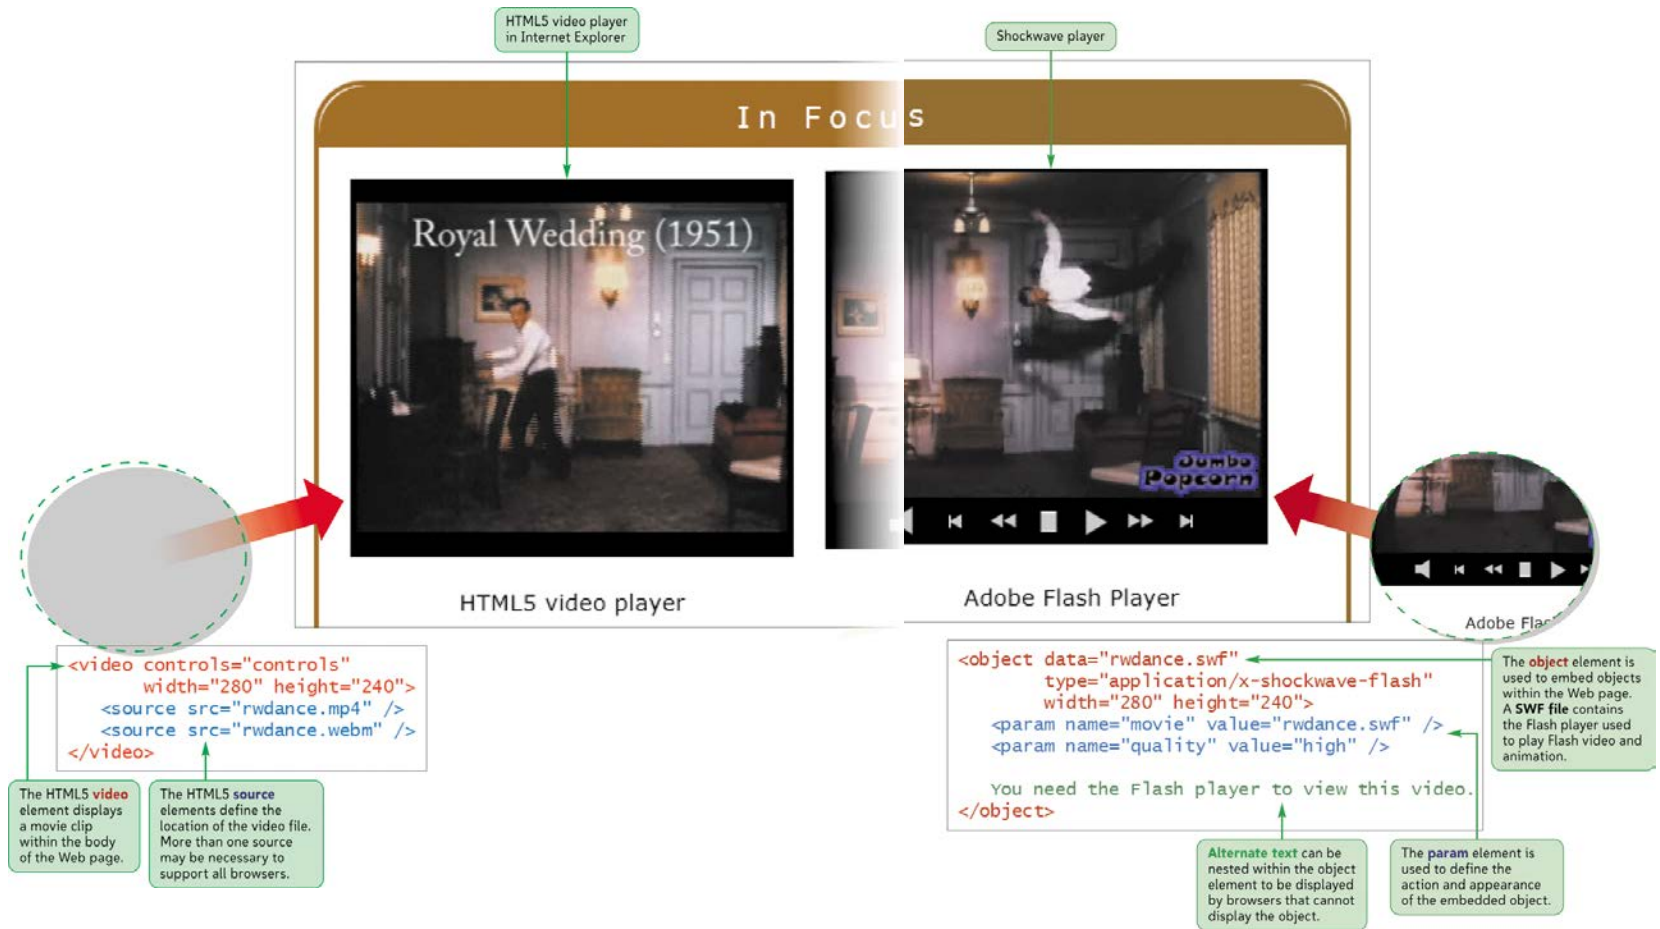 HTML5 video player
in Internet Explorer
Shockwave player
In Focus
Royal Wedding (1951)
Jumbo
Popcorn
HTML5 video player
Adobe Flash Player
Adobe Flas
<video controls="controls"
width="280" height="240">
<source src="rwdance.mp4" />
<source src="rwdance.webm" />
</video>
The HTML5 video
element displays
a movie clip
within the body
of the Web page.
The HTML5 source
elements define the
location of the video file.
More than one source
may be necessary to
support all browsers.
<object data="rwdance.swf"
type="application/x-shockwave-flash"
width="280" height="240">
<param name="movie" value="rwdance.swf" />
<param name="quality" value="high" />
You need the Flash player to view this video.
</object>
The object element is
used to embed objects
within the Web page.
A SWF file contains
the Flash player used
to play Flash video and
animation.
Alternate text can be
nested within the object
element to be displayed
by browsers that cannot
display the object.
The param element is
used to define the
action and appearance
of the embedded object.